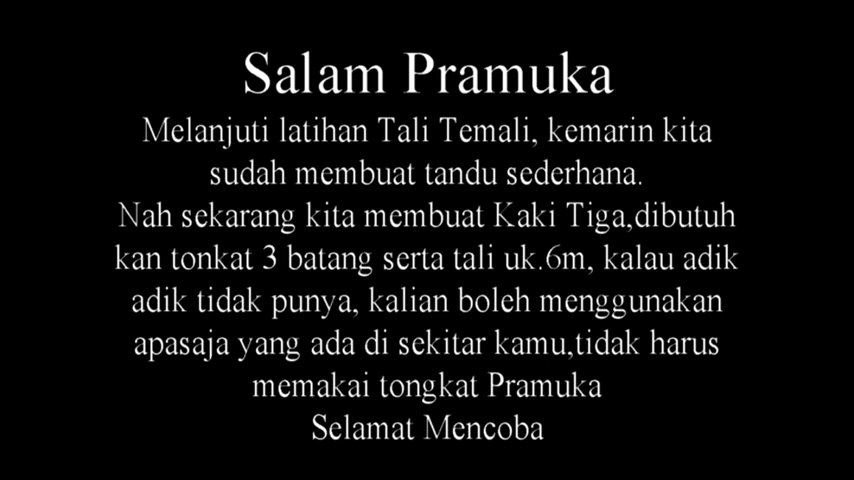 Salam Pramuka
Melanjuti latihan Tali Temali, kemarin kita
sudah membuat tandu sederhana.
Nah sekarang kita membuat Kaki Tiga,dibutuh
kan tonkat 3 batang serta tali uk.6m, kalau adik
adik tidak punya, kalian boleh menggunakan
apasaja yang ada di sekitar kamu,tidak harus
memakai tongkat Pramuka
Selamat Mencoba